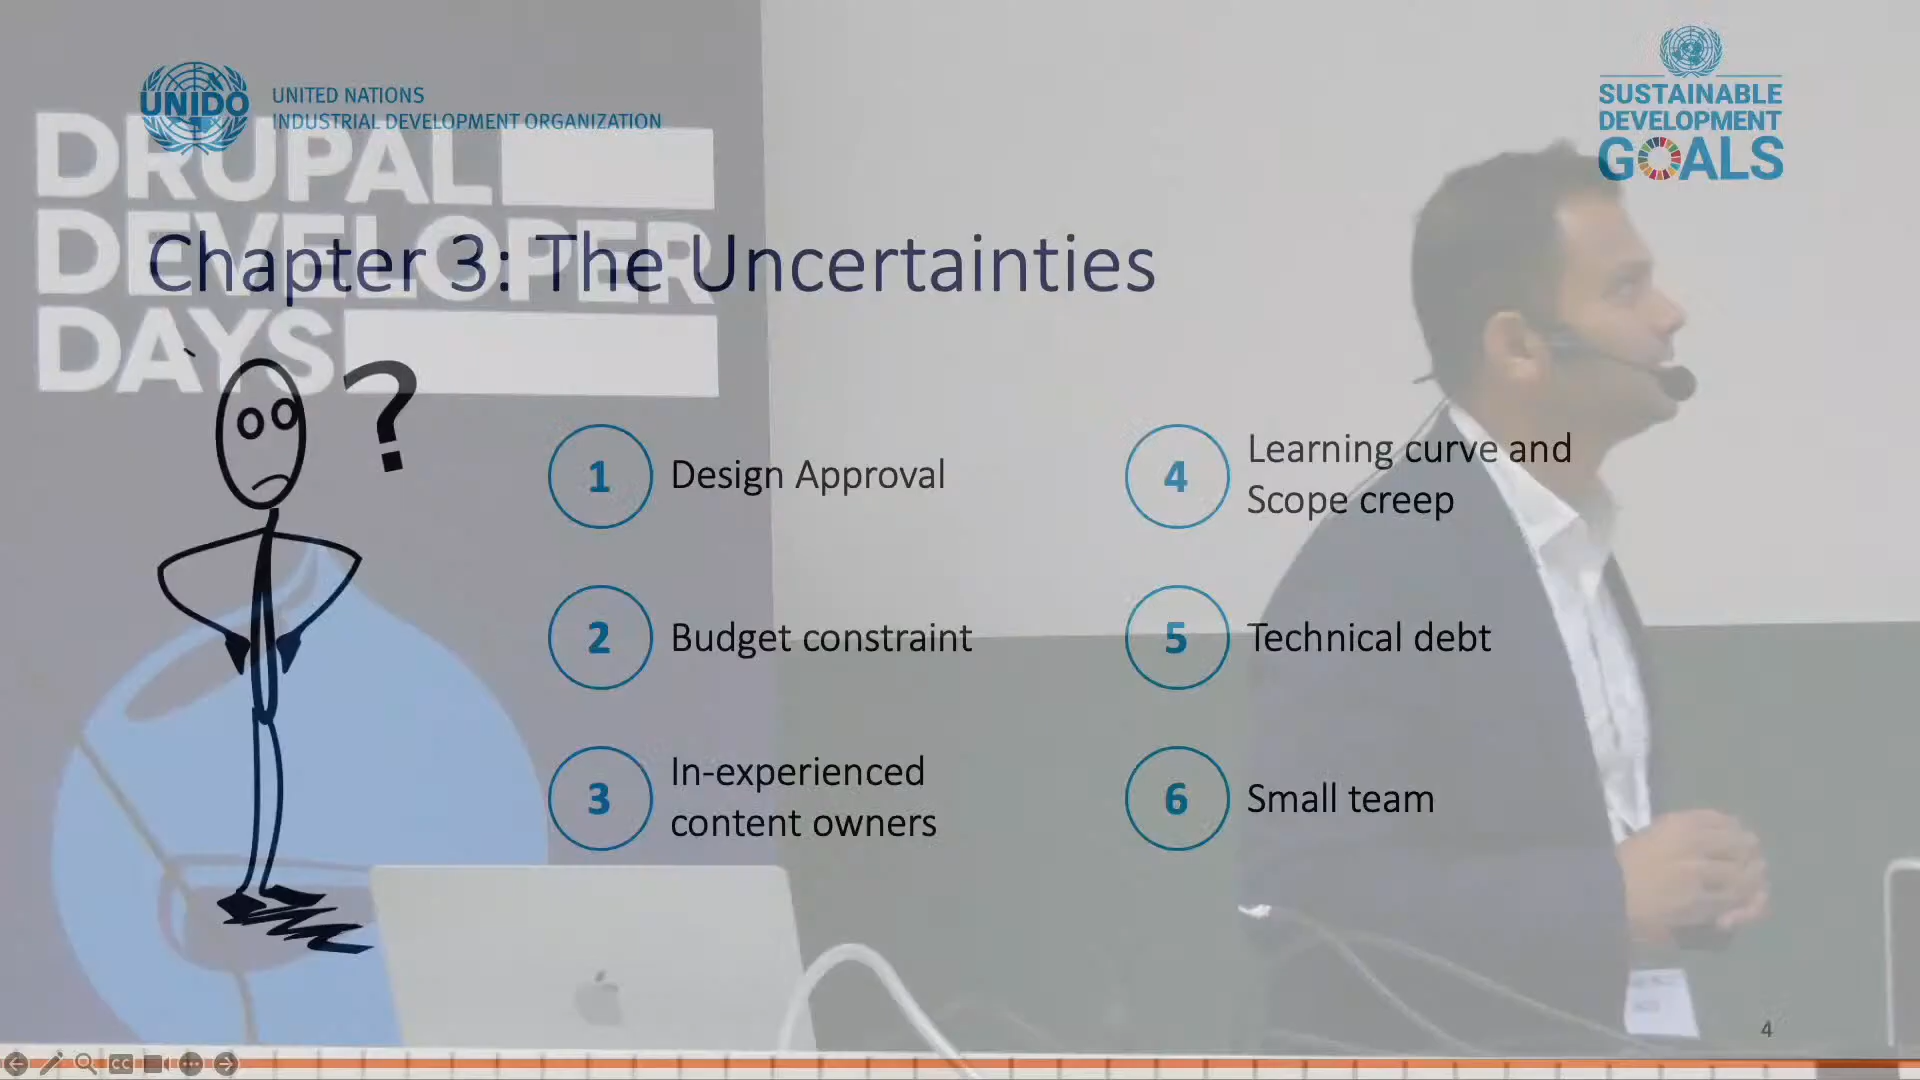 UNIDO
UNITED NATIONS
INDUSTRIAL DEVELOPMENT ORGANIZATION
SUSTAINABLE
DEVELOPMENT
GOALS
DRUPAL
DEVELOPER
DAYS
Chapter 3: The Uncertainties
?
1 Design Approval
2 Budget constraint
3 In-experienced
content owners
4 Learning curve and
Scope creep
5 Technical debt
6 Small team
4
CC